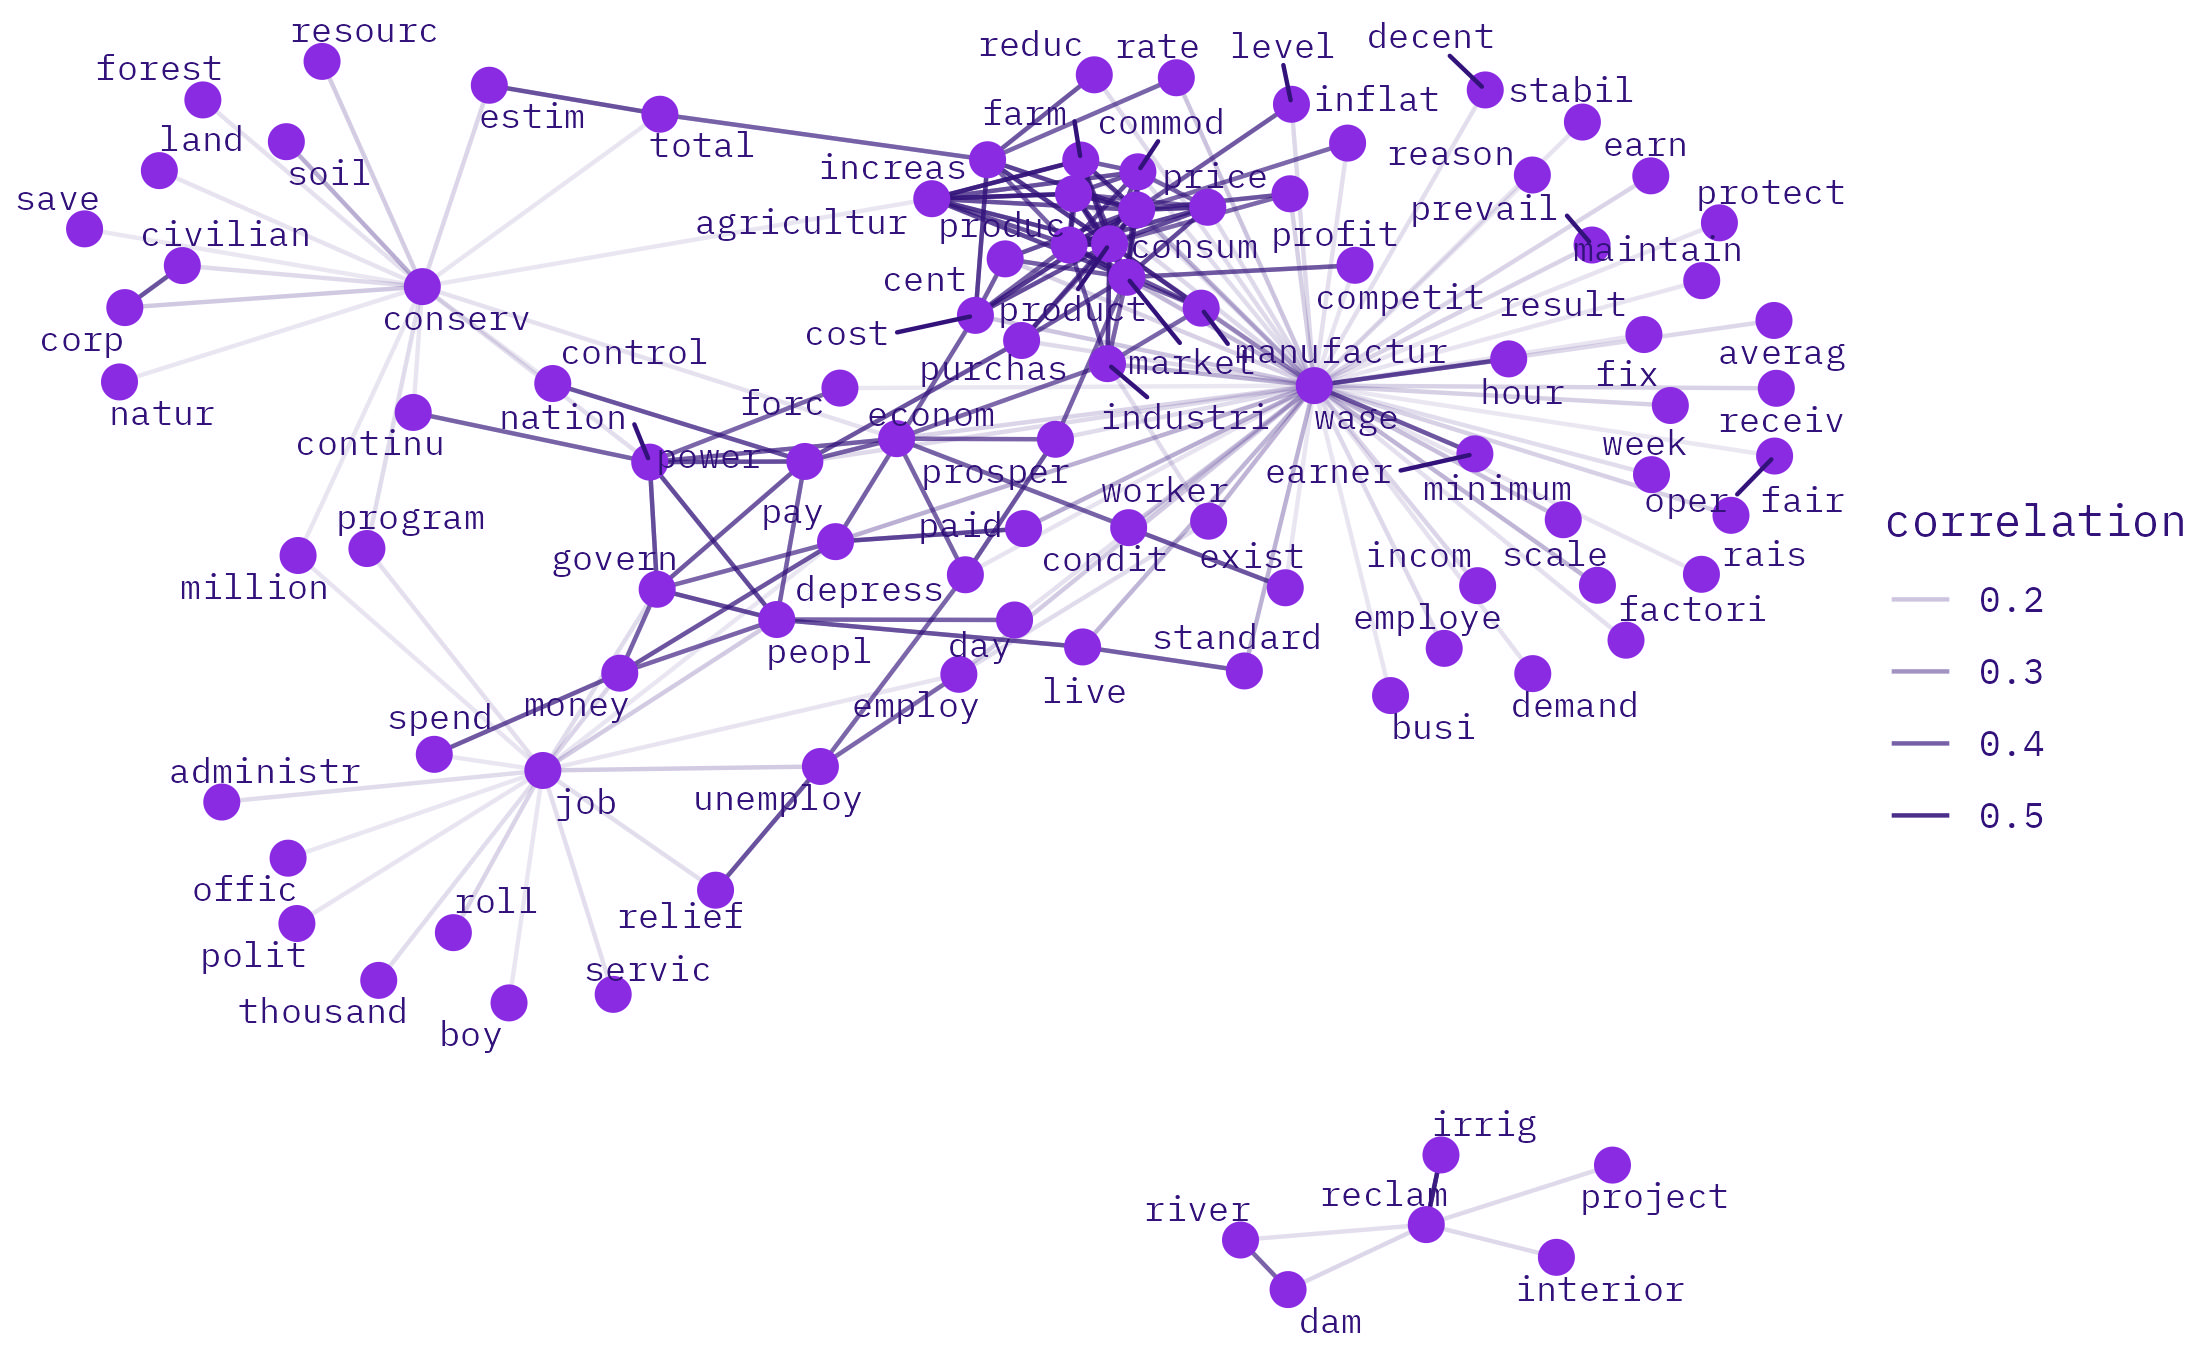 resourc
forest
land
soil
save
civilian
corp
natur
estim
total
conserv
control
nation
continu
reduc
rate
level
decent
farm
commod
inflat
stabil
increas
price
reason
earn
agricultur
produc
prevail
protect
consum
profit
maintain
cent
product
competit
result
cost
purchas
market
manufactur
averag
forc
econom
industri
wage
hour
fix
receiv
power
prosper
earner
week
worker
minimum
oper
fair
pay
paid
condit
exist
incom
scale
rais
program
govern
million
depress
employe
factori
peopl
day
standard
live
spend
money
employ
busi
demand
administr
job
unemploy
offic
roll
relief
polit
servic
thousand
boy
correlation
0.2
0.3
0.4
0.5
irrig
reclam
river
project
interior
dam